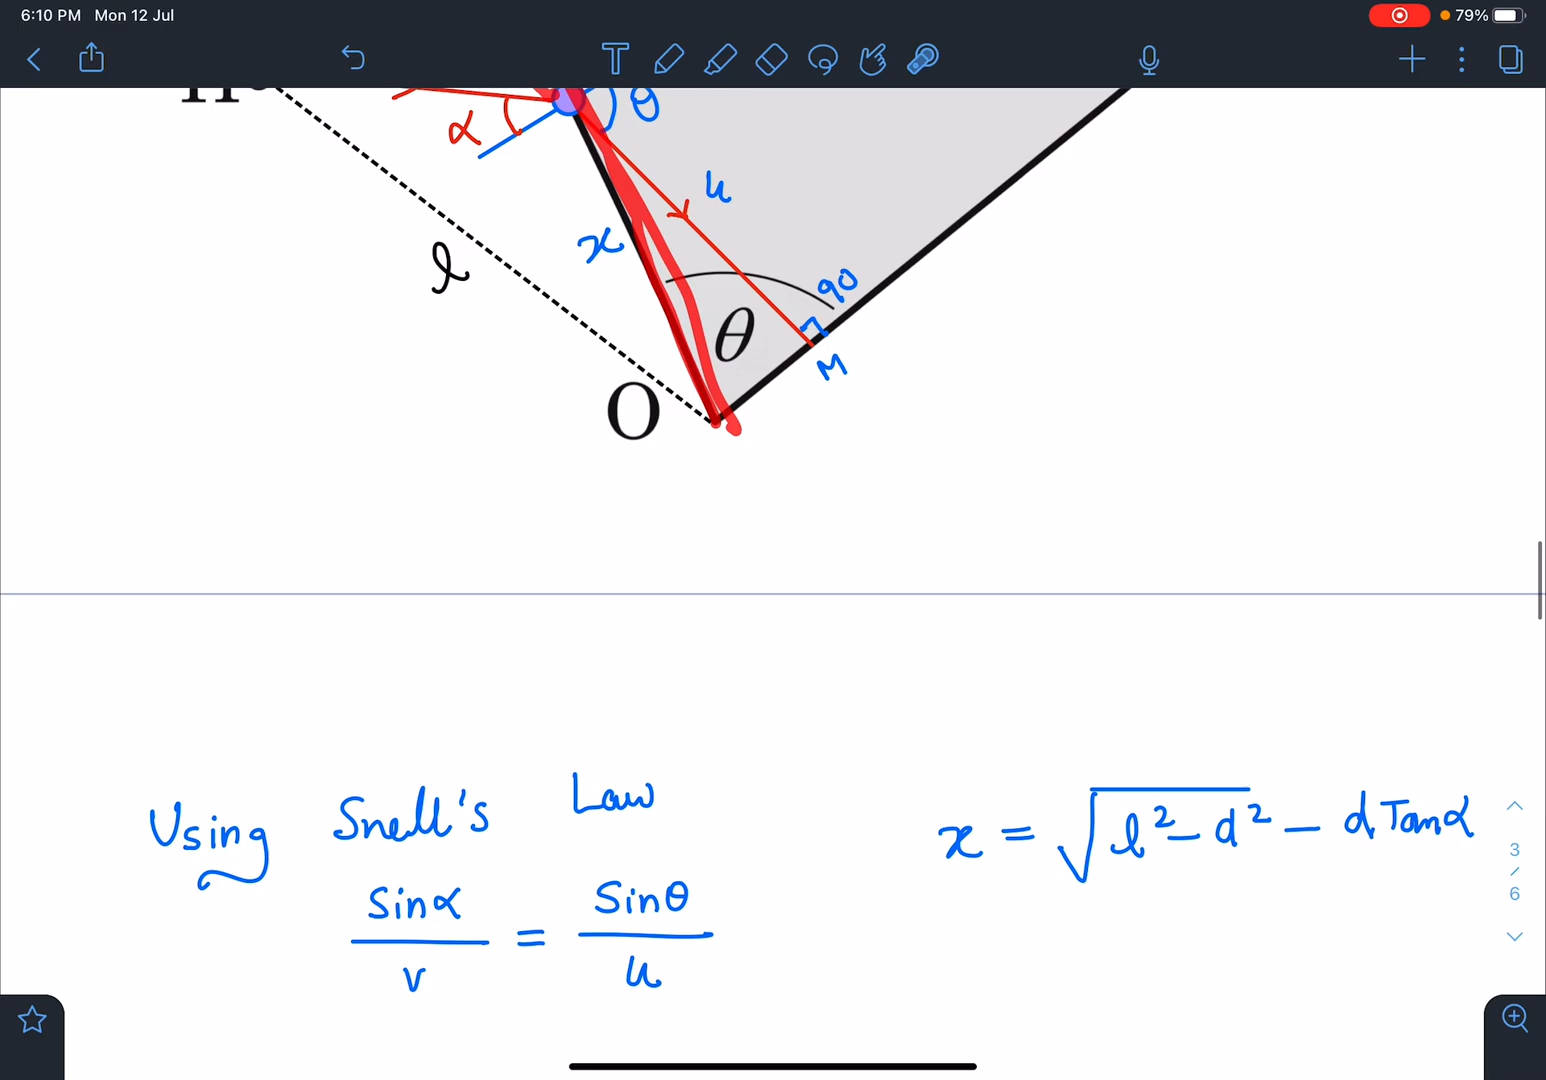 6:10 PM Mon 12 Jul
79%
T
H
α
θ
u
x
l
90
θ
M
O
Using Snell's Law
sinα / v = sinθ / u
x = √(l² - d²) - d Tanα
3
/
6